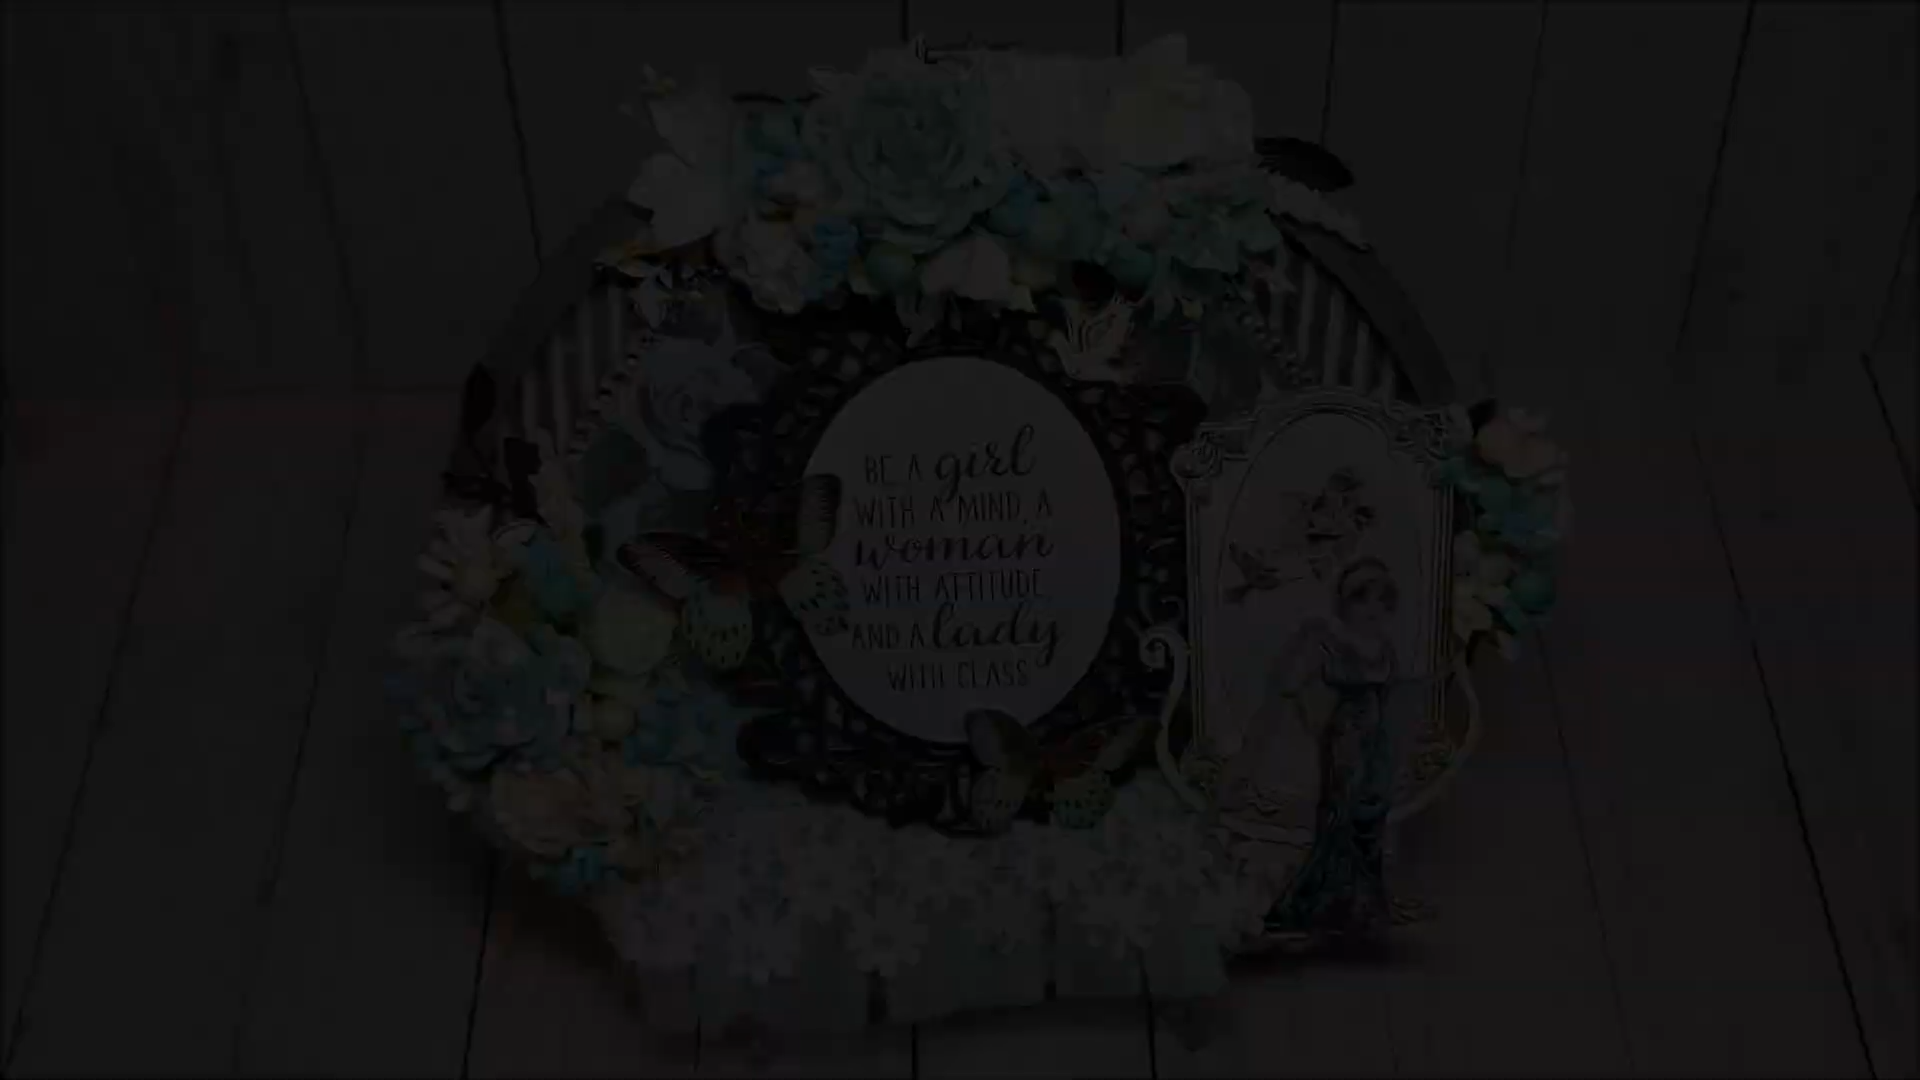 BE A girl
WITH A MIND, A
woman
WITH ATTITUDE,
AND A lady
WITH CLASS